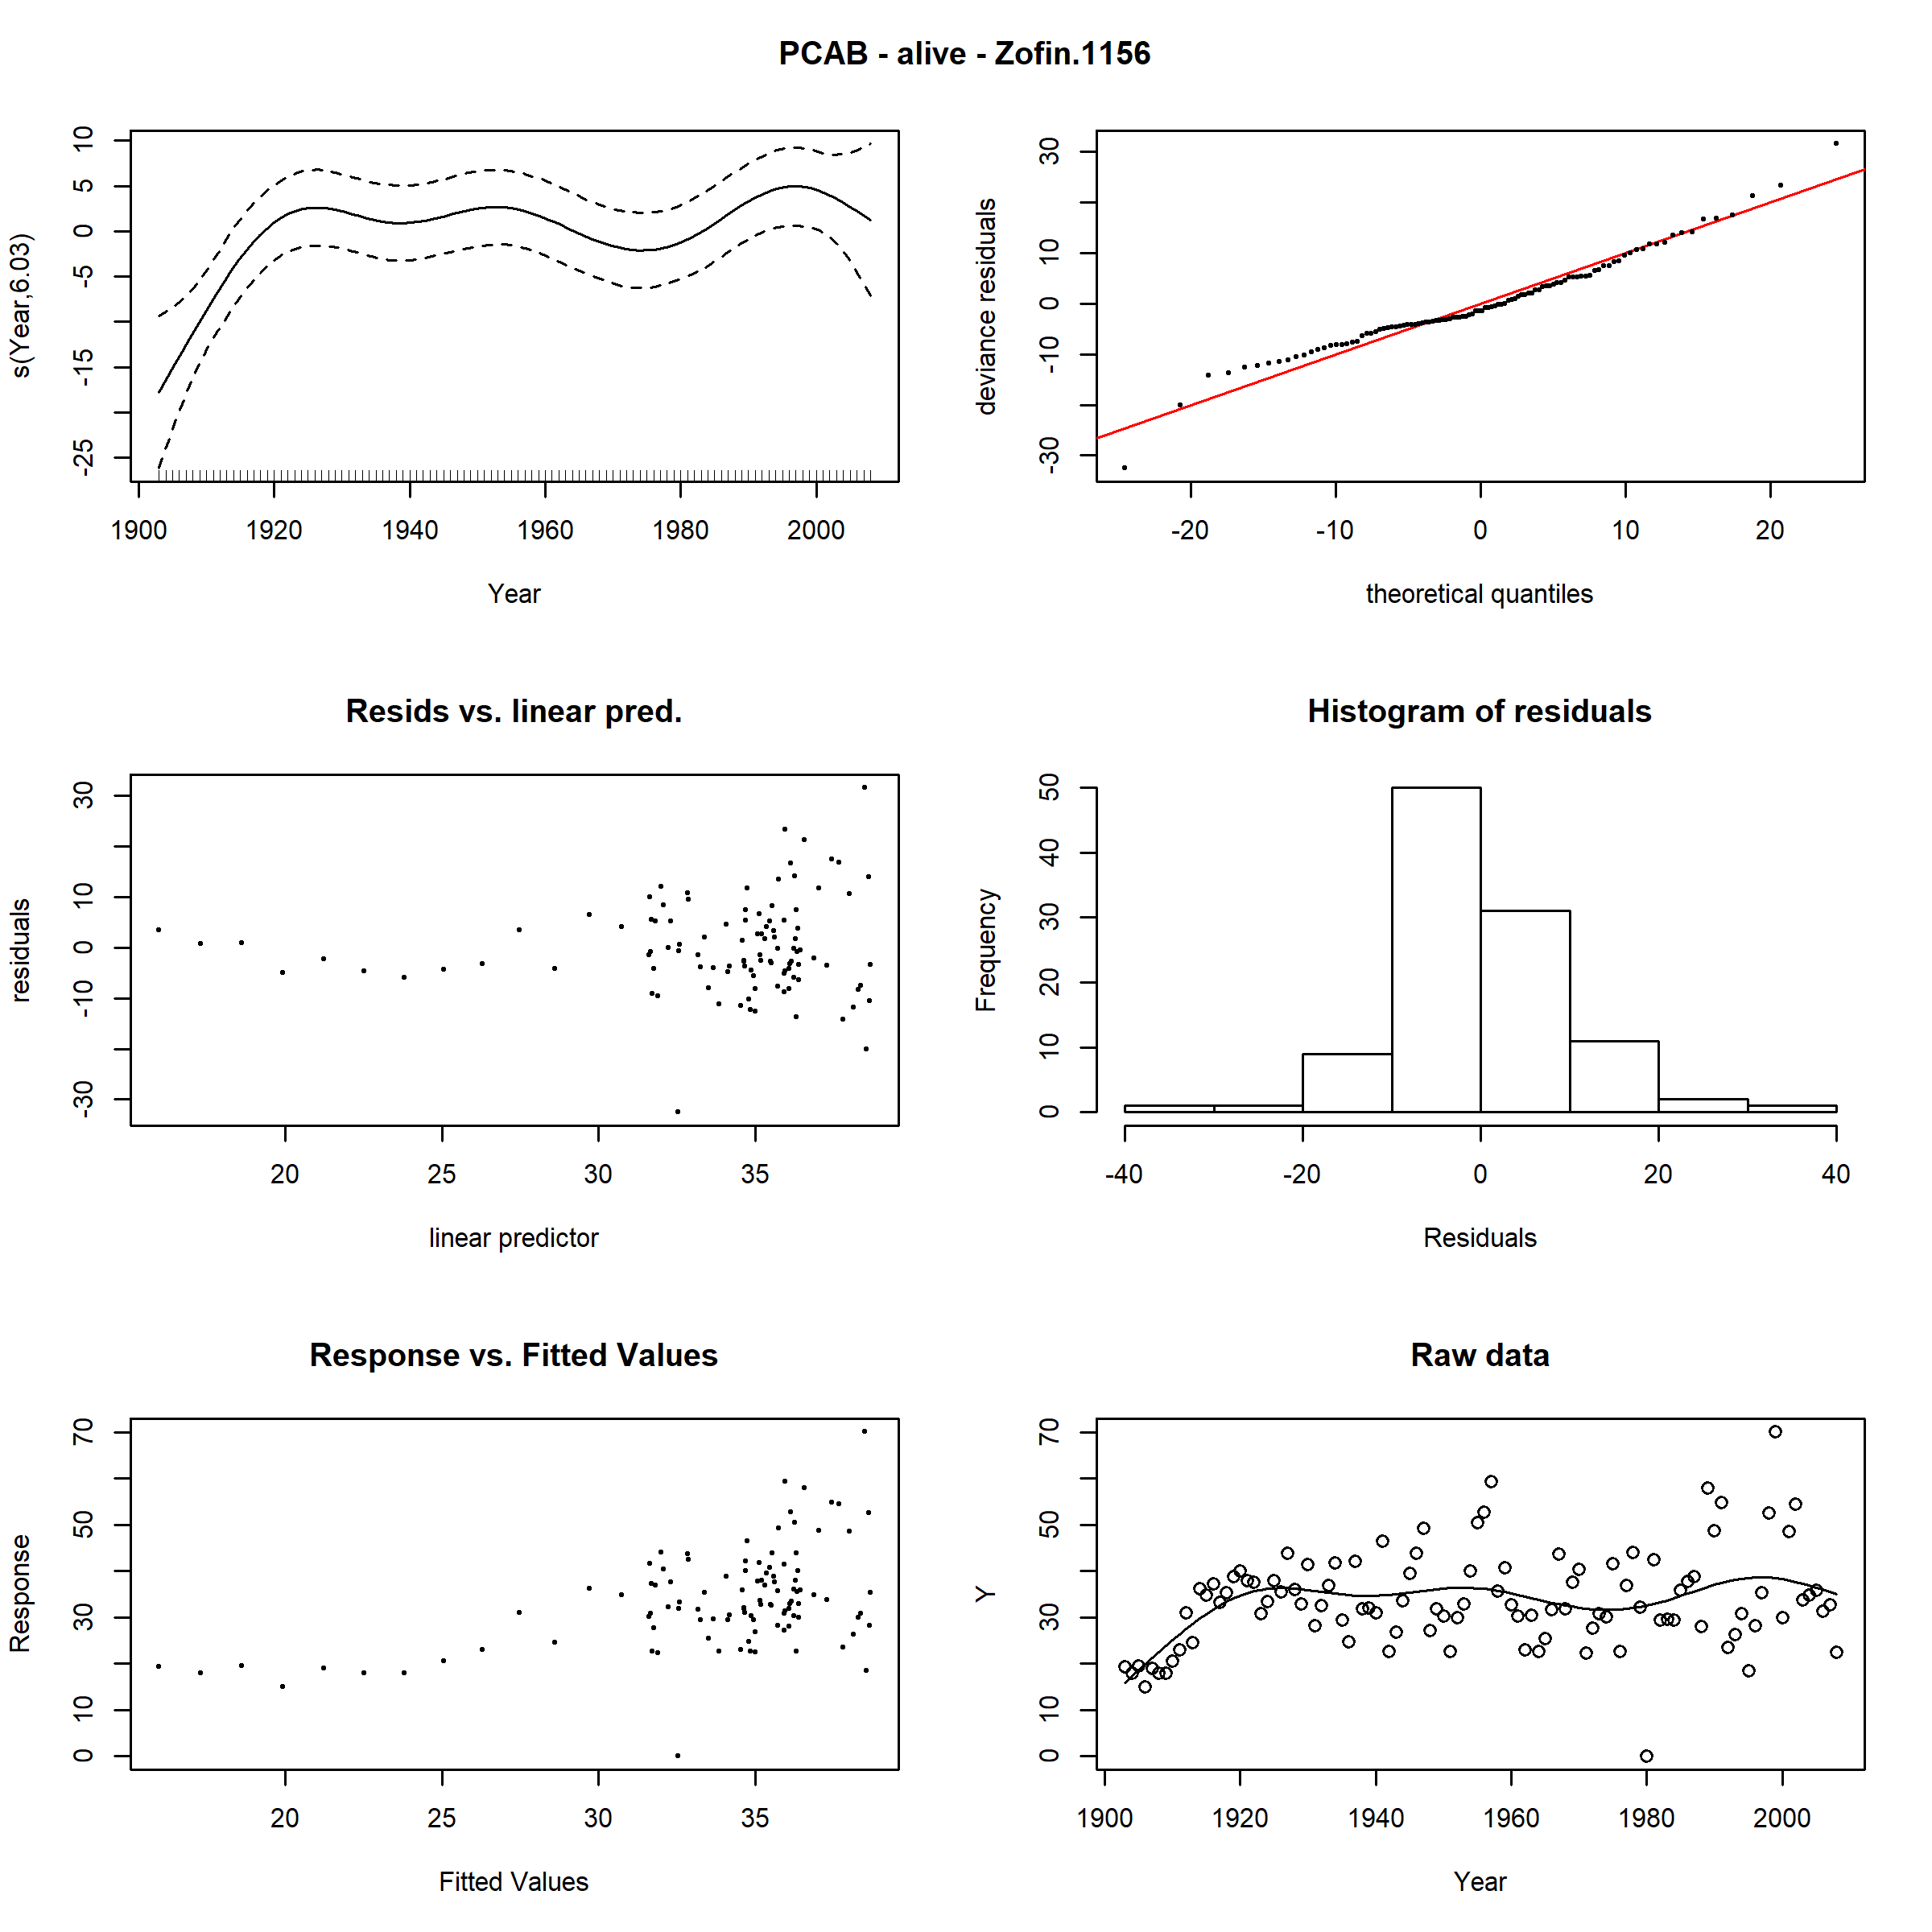 PCAB - alive - Zofin.1156
s(Year,6.03)
10
5
0
-5
-15
-25
1900 1920 1940 1960 1980 2000
Year
deviance residuals
30
10
0
-10
-30
-20 -10 0 10 20
theoretical quantiles
Resids vs. linear pred.
residuals
30
10
0
-10
-30
20 25 30 35
linear predictor
Histogram of residuals
Frequency
50
40
30
20
10
0
-40 -20 0 20 40
Residuals
Response vs. Fitted Values
Response
70
50
30
10
0
20 25 30 35
Fitted Values
Raw data
Y
70
50
30
10
0
1900 1920 1940 1960 1980 2000
Year